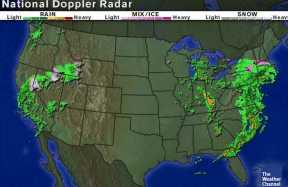 National Doppler Radar
RAIN MIX/ICE SNOW
Light Heavy Light Heavy Light Heavy
The
Weather
Channel